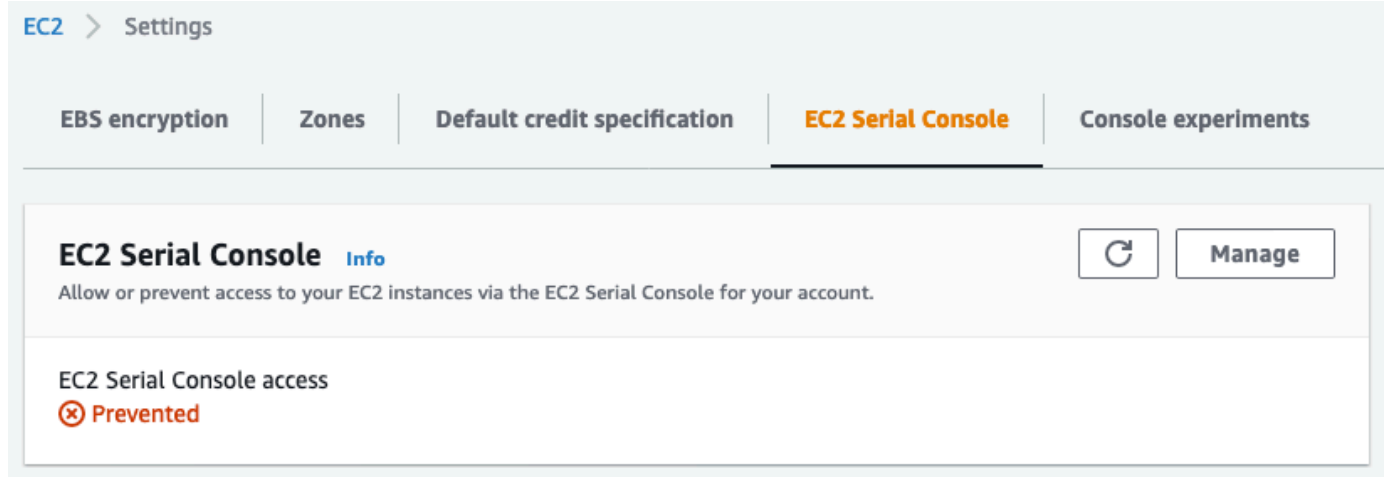 EC2 > Settings
EBS encryption Zones Default credit specification EC2 Serial Console Console experiments
EC2 Serial Console Info Manage
Allow or prevent access to your EC2 instances via the EC2 Serial Console for your account.
EC2 Serial Console access
Prevented